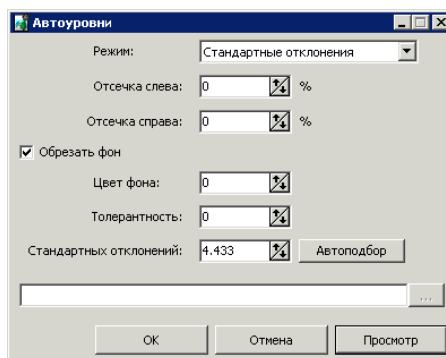 Автоуровни
Режим: Стандартные отклонения
Отсечка слева: 0 %
Отсечка справа: 0 %
Обрезать фон
Цвет фона: 0
Толерантность: 0
Стандартных отклонений: 4.433 Автоподбор
...
OK Отмена Просмотр